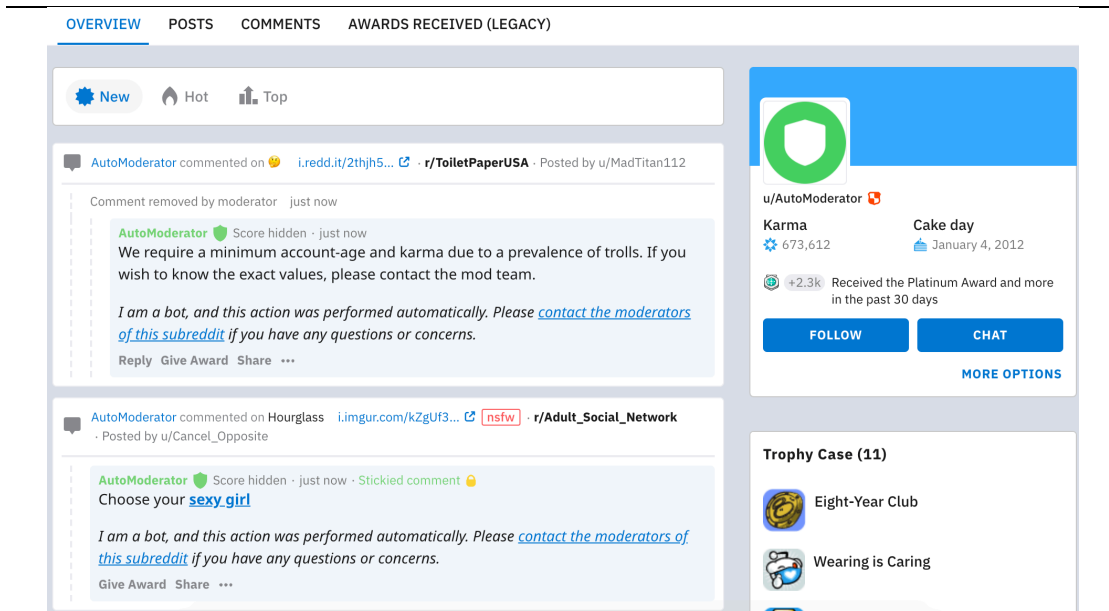 OVERVIEW POSTS COMMENTS AWARDS RECEIVED (LEGACY)
New Hot Top
AutoModerator commented on 🤔 i.redd.it/2thjh5... · r/ToiletPaperUSA · Posted by u/MadTitan112
Comment removed by moderator just now
AutoModerator Score hidden · just now
We require a minimum account-age and karma due to a prevalence of trolls. If you
wish to know the exact values, please contact the mod team.
I am a bot, and this action was performed automatically. Please contact the moderators
of this subreddit if you have any questions or concerns.
Reply Give Award Share •••
AutoModerator commented on Hourglass i.imgur.com/kZgUf3... nsfw · r/Adult_Social_Network
· Posted by u/Cancel_Opposite
AutoModerator Score hidden · just now · Stickied comment 🔒
Choose your sexy girl
I am a bot, and this action was performed automatically. Please contact the moderators of
this subreddit if you have any questions or concerns.
Give Award Share •••
u/AutoModerator
Karma Cake day
673,612 January 4, 2012
+2.3k Received the Platinum Award and more
in the past 30 days
FOLLOW CHAT
MORE OPTIONS
Trophy Case (11)
Eight-Year Club
Wearing is Caring